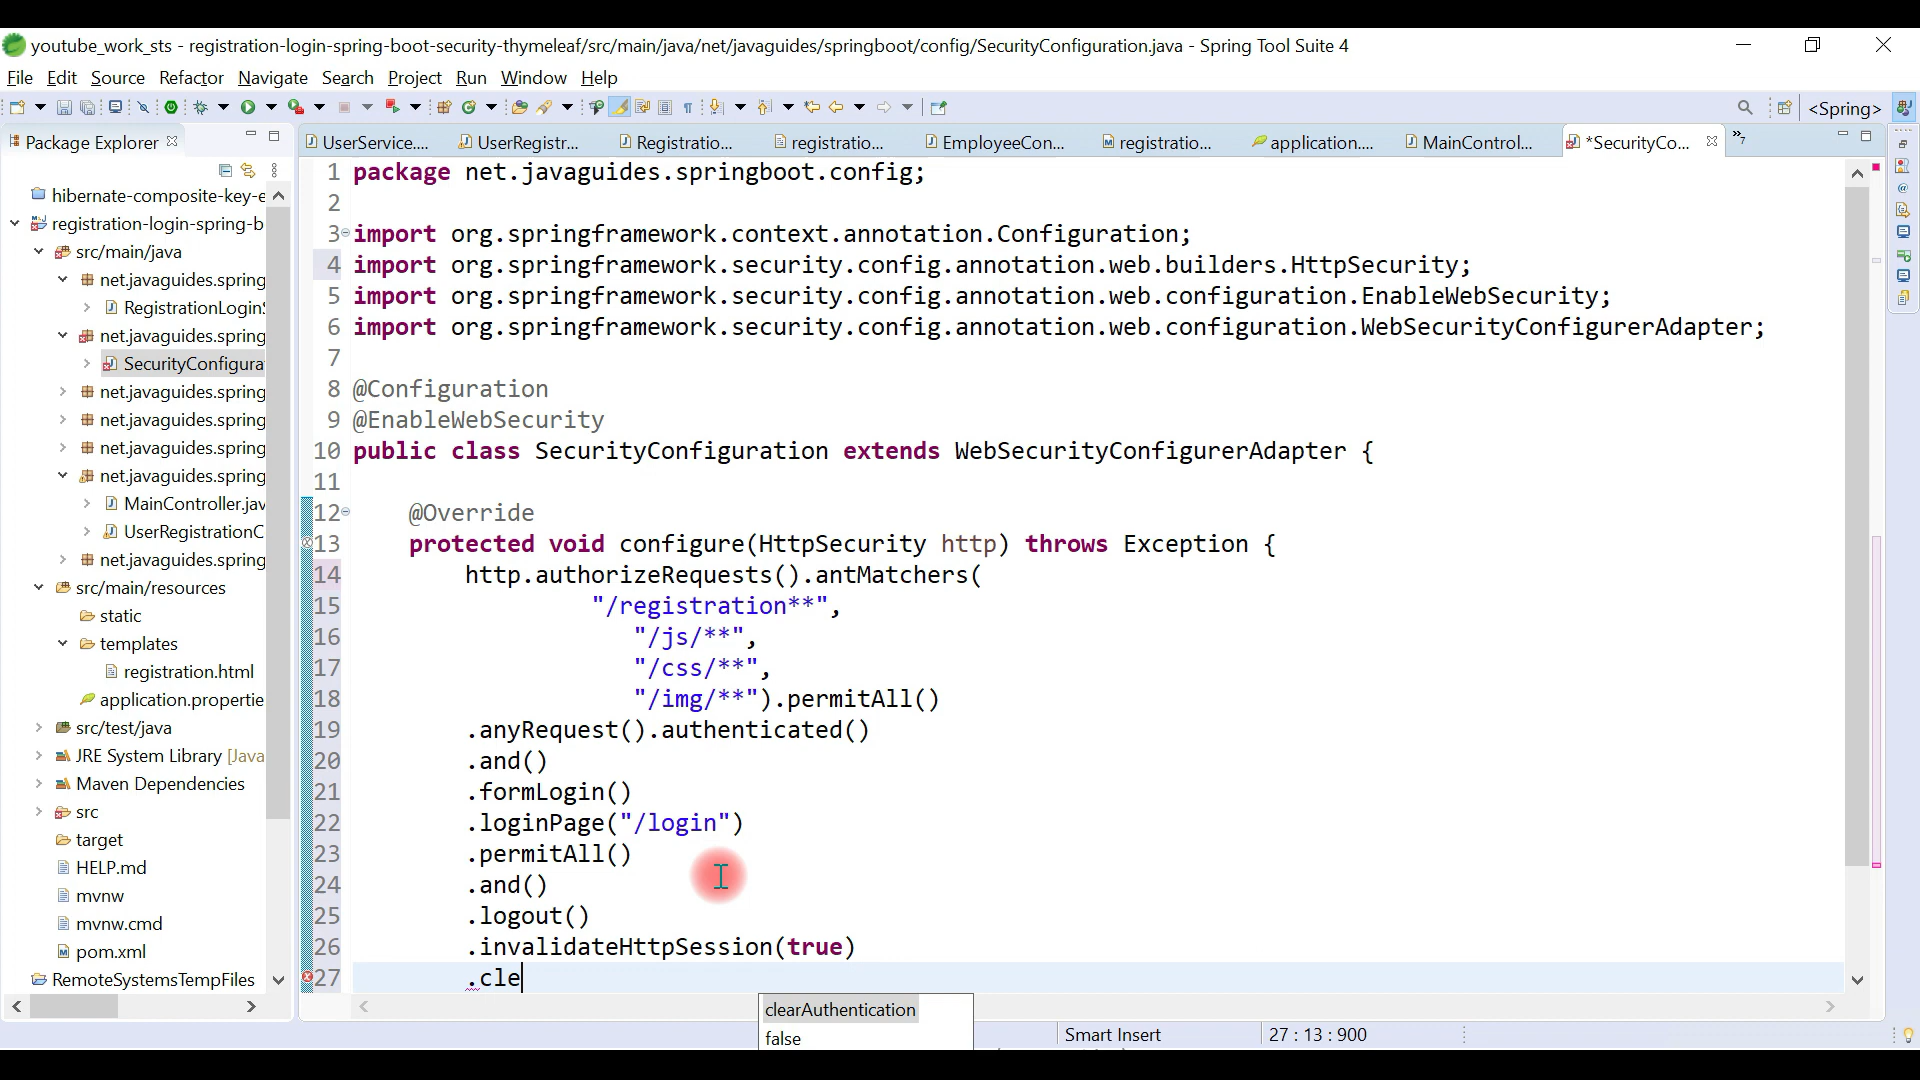 youtube_work_sts - registration-login-spring-boot-security-thymeleaf/src/main/java/net/javaguides/springboot/config/SecurityConfiguration.java - Spring Tool Suite 4
File Edit Source Refactor Navigate Search Project Run Window Help
<Spring>
Package Explorer
UserService....
UserRegistr...
Registratio...
registratio...
EmployeeCon...
registratio...
application....
MainControl...
*SecurityCo...
»7
hibernate-composite-key-e
registration-login-spring-b
src/main/java
net.javaguides.spring
RegistrationLoginS
net.javaguides.spring
SecurityConfigura
net.javaguides.spring
net.javaguides.spring
net.javaguides.spring
net.javaguides.spring
MainController.jav
UserRegistrationC
net.javaguides.spring
src/main/resources
static
templates
registration.html
application.propertie
src/test/java
JRE System Library [Java
Maven Dependencies
src
target
HELP.md
mvnw
mvnw.cmd
pom.xml
RemoteSystemsTempFiles
1 package net.javaguides.springboot.config;
2
3 import org.springframework.context.annotation.Configuration;
4 import org.springframework.security.config.annotation.web.builders.HttpSecurity;
5 import org.springframework.security.config.annotation.web.configuration.EnableWebSecurity;
6 import org.springframework.security.config.annotation.web.configuration.WebSecurityConfigurerAdapter;
7
8 @Configuration
9 @EnableWebSecurity
10 public class SecurityConfiguration extends WebSecurityConfigurerAdapter {
11
12 @Override
13 protected void configure(HttpSecurity http) throws Exception {
14 http.authorizeRequests().antMatchers(
15 "/registration**",
16 "/js/**",
17 "/css/**",
18 "/img/**").permitAll()
19 .anyRequest().authenticated()
20 .and()
21 .formLogin()
22 .loginPage("/login")
23 .permitAll()
24 .and()
25 .logout()
26 .invalidateHttpSession(true)
27 .cle
clearAuthentication
false
Smart Insert
27 : 13 : 900